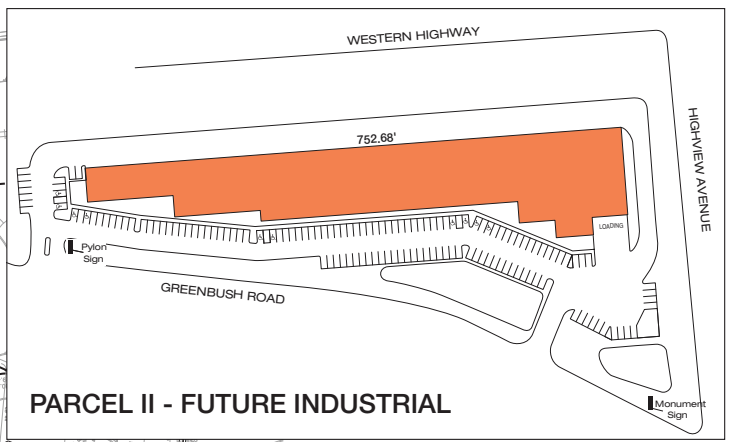 WESTERN HIGHWAY
HIGHVIEW AVENUE
752.68'
LOADING
Pylon
Sign
GREENBUSH ROAD
PARCEL II - FUTURE INDUSTRIAL
Monument
Sign